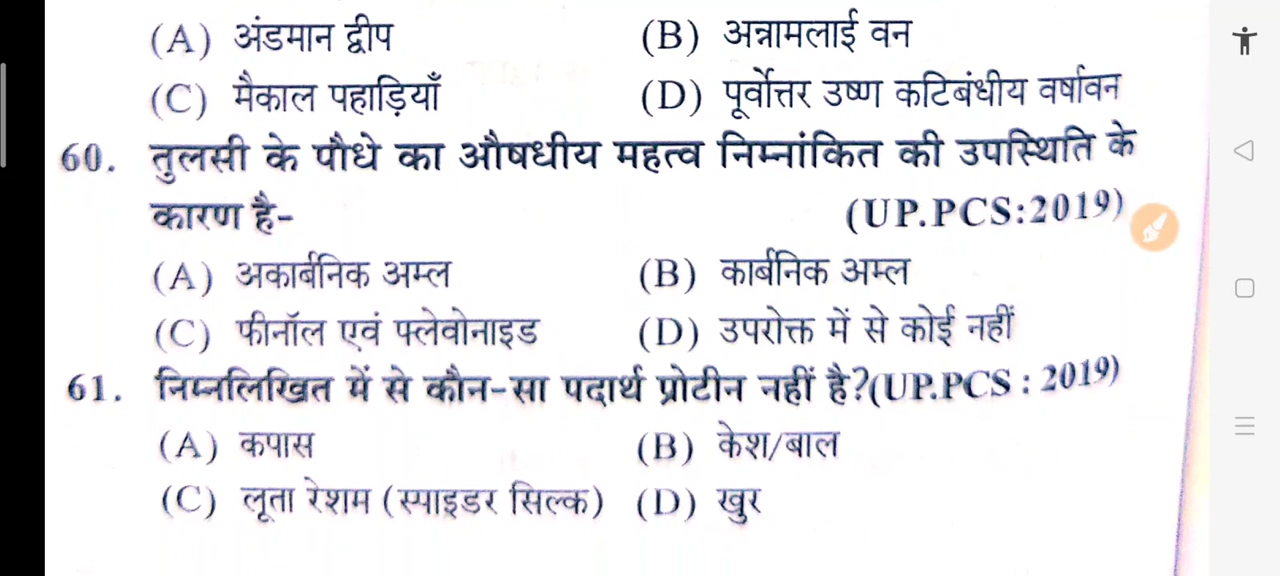 (A) अंडमान द्वीप (B) अन्नामलाई वन
(C) मैकाल पहाड़ियाँ (D) पूर्वोत्तर उष्ण कटिबंधीय वर्षावन
60. तुलसी के पौधे का औषधीय महत्व निम्नांकित की उपस्थिति के
कारण है- (UP.PCS:2019)
(A) अकार्बनिक अम्ल (B) कार्बनिक अम्ल
(C) फीनॉल एवं फ्लेवोनाइड (D) उपरोक्त में से कोई नहीं
61. निम्नलिखित में से कौन-सा पदार्थ प्रोटीन नहीं है?(UP.PCS : 2019)
(A) कपास (B) केश/बाल
(C) लूता रेशम (स्पाइडर सिल्क) (D) खुर